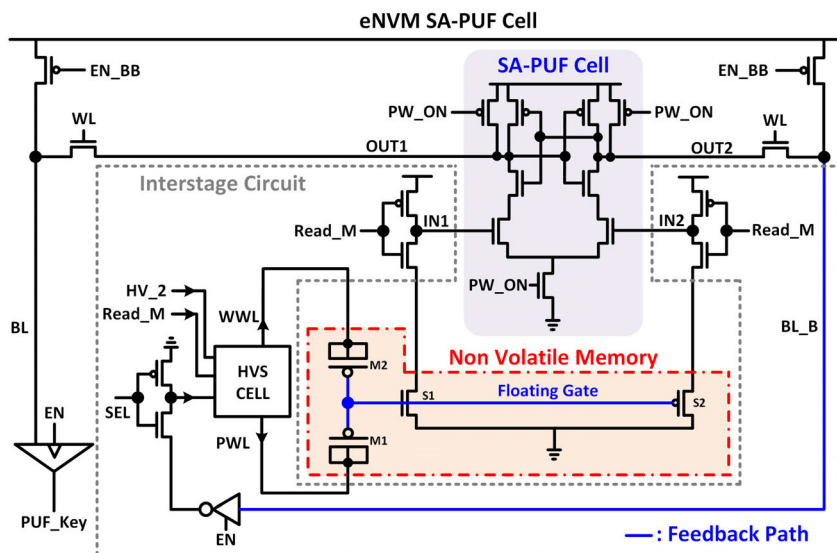 eNVM SA-PUF Cell
EN_BB
SA-PUF Cell
EN_BB
PW_ON
PW_ON
WL
WL
OUT1
OUT2
Interstage Circuit
Read_M
IN1
IN2
Read_M
PW_ON
HV_2
Read_M
WWL
BL
BL_B
HVS
CELL
Non Volatile Memory
M2
SEL
Floating Gate
S1
S2
EN
PWL
M1
PUF_Key
EN
: Feedback Path